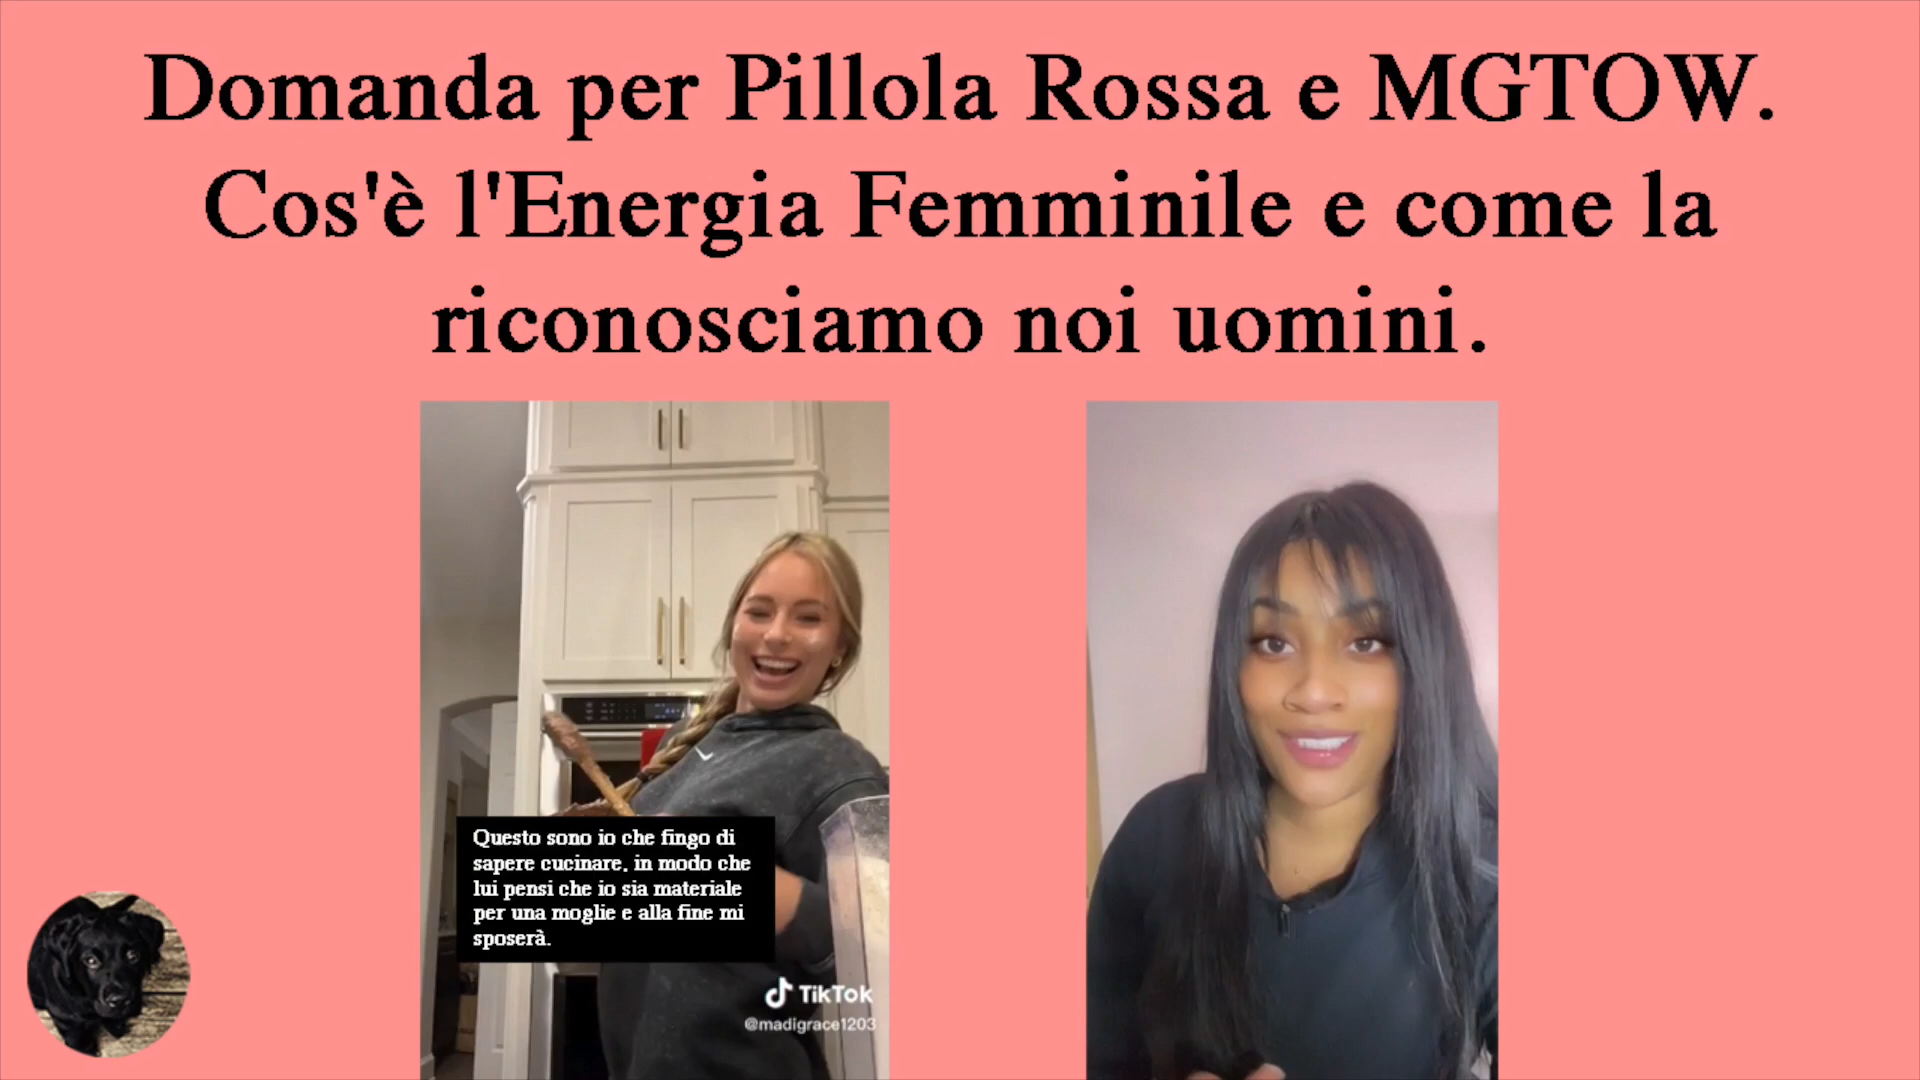 Domanda per Pillola Rossa e MGTOW.
Cos'è l'Energia Femminile e come la
riconosciamo noi uomini.
Questo sono io che fingo di
sapere cucinare, in modo che
lui pensi che io sia materiale
per una moglie e alla fine mi
sposerà.
TikTok
@madigrace1203